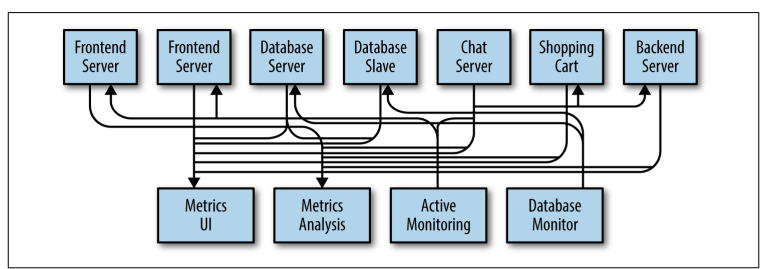 Frontend
Server
Frontend
Server
Database
Server
Database
Slave
Chat
Server
Shopping
Cart
Backend
Server
Metrics
UI
Metrics
Analysis
Active
Monitoring
Database
Monitor